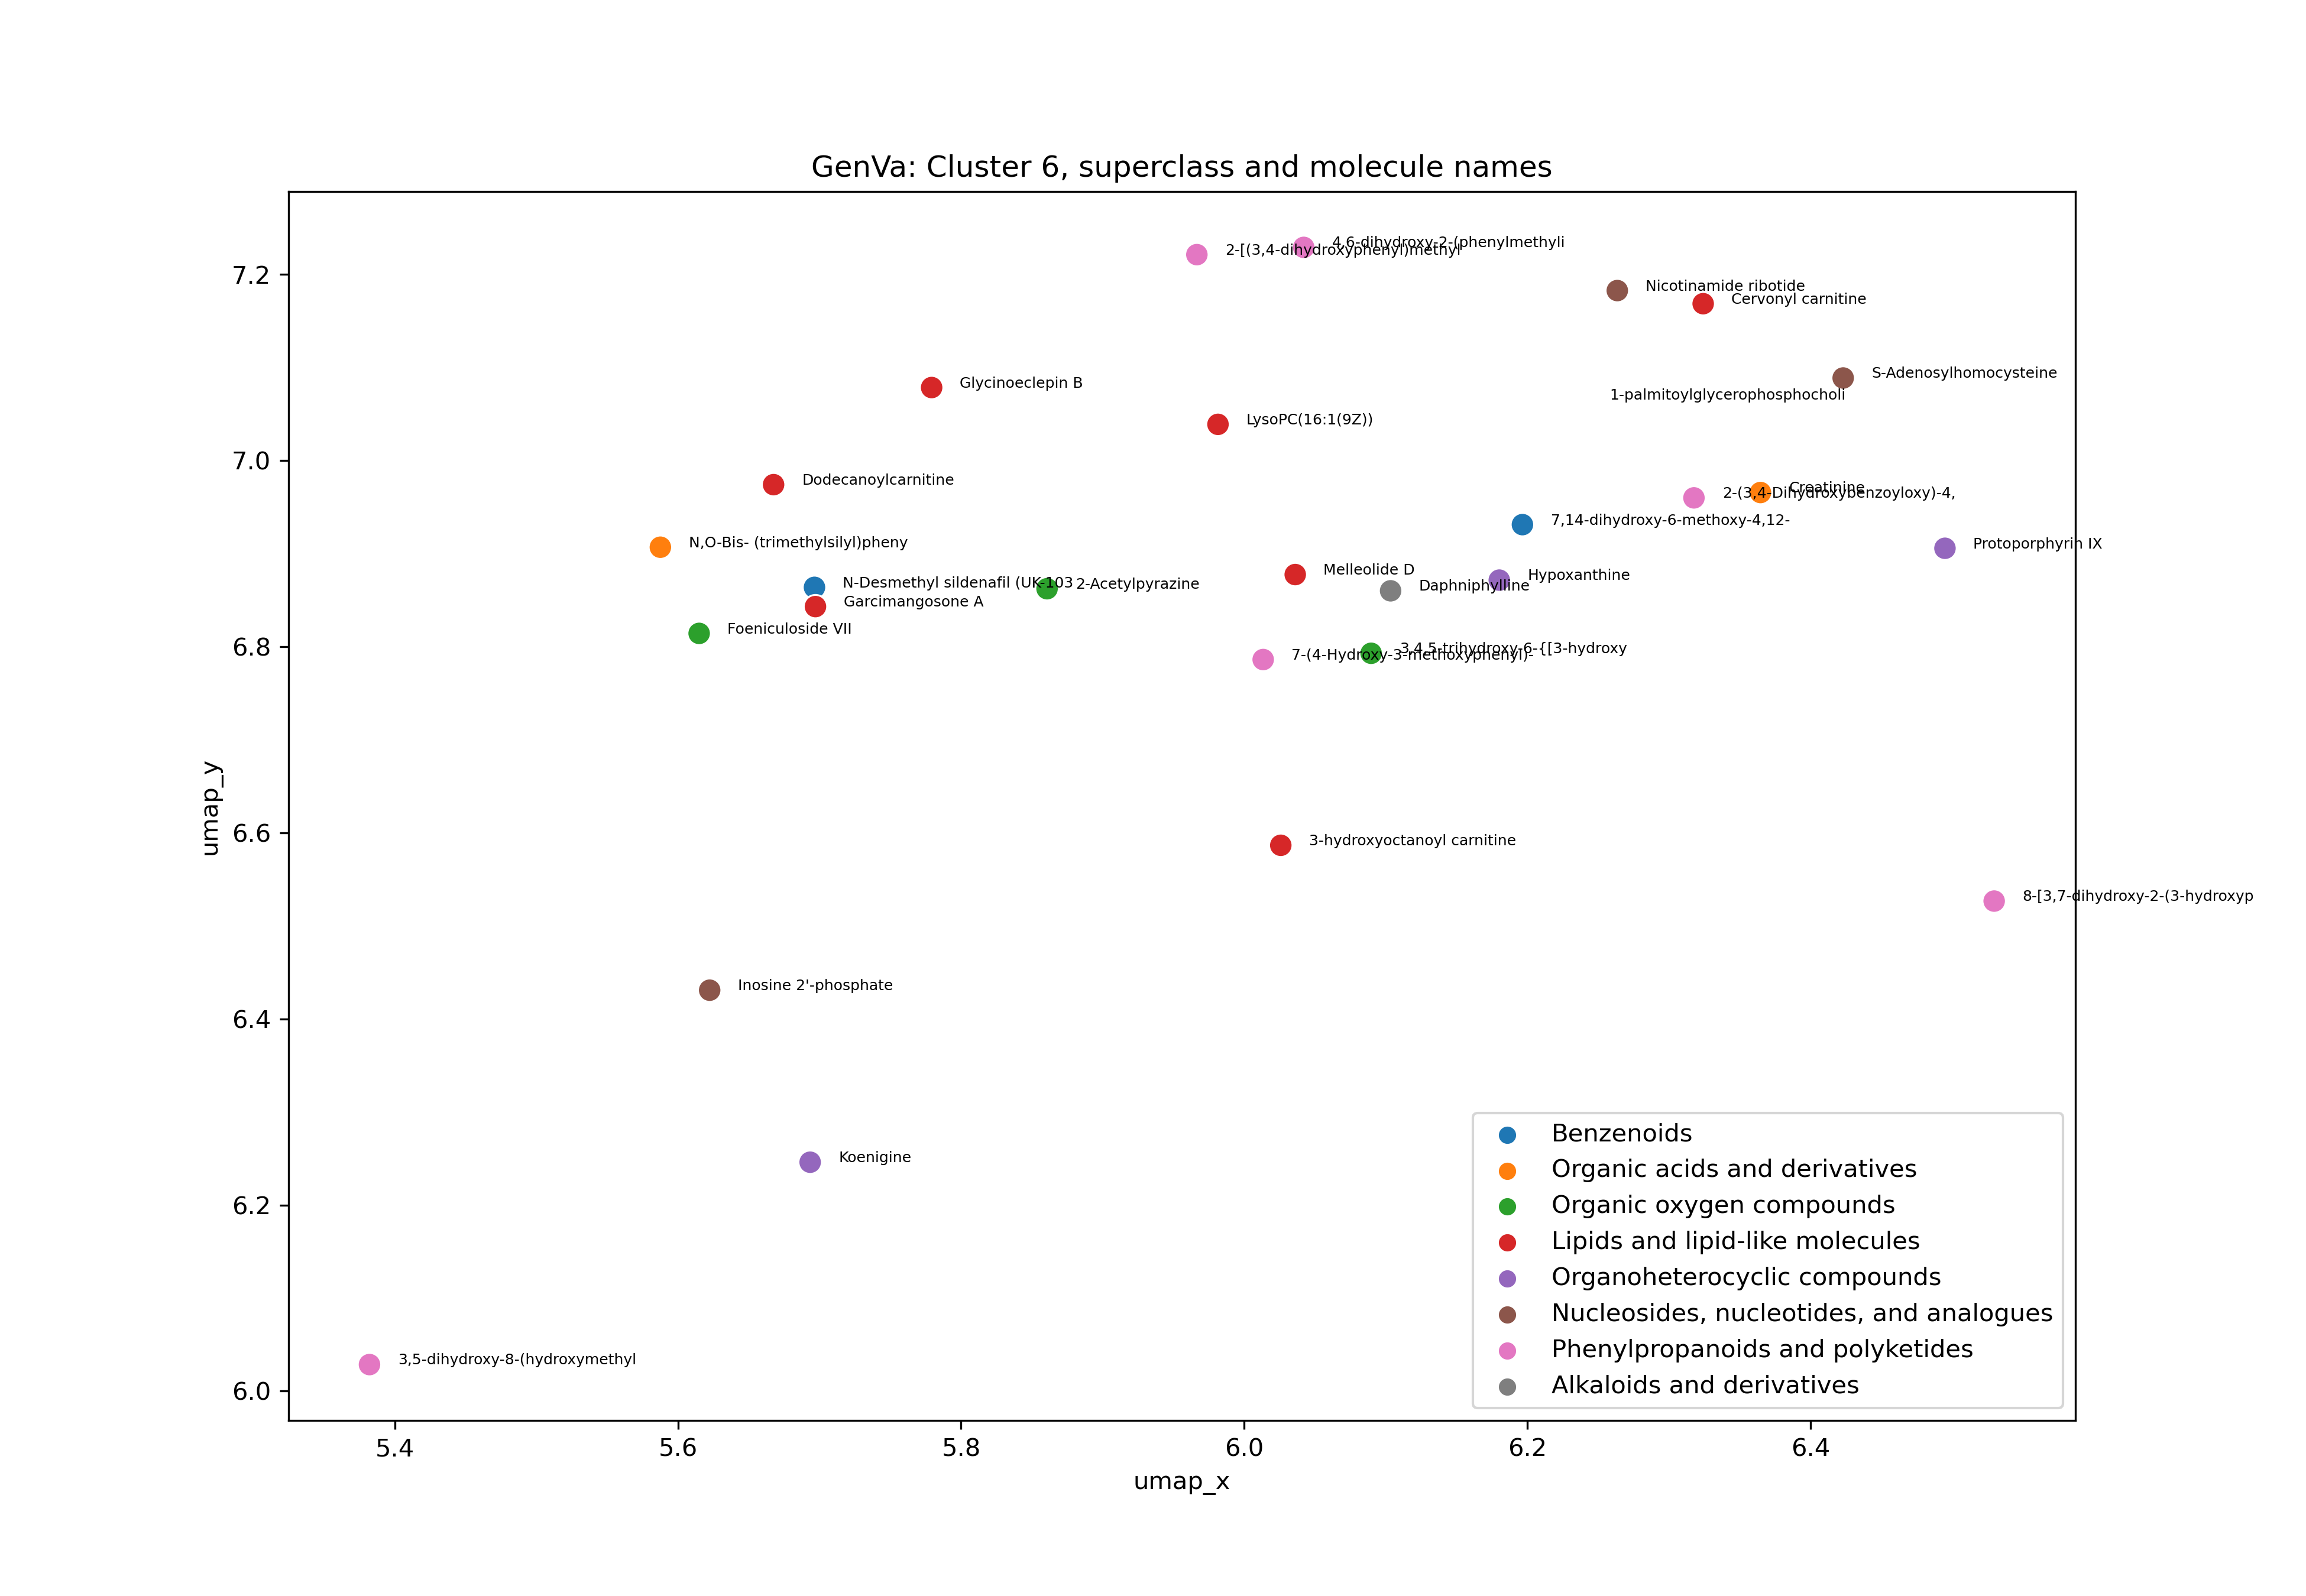 GenVa: Cluster 6, superclass and molecule names
4,6-dihydroxy-2-(phenylmethyli
2-[(3,4-dihydroxyphenyl)methyl
7.2
Nicotinamide ribotide
Cervonyl carnitine
Glycinoeclepin B
S-Adenosylhomocysteine
1-palmitoylglycerophosphocholi
LysoPC(16:1(9Z))
7.0
Dodecanoylcarnitine
Creatinine
2-(3,4-Dihydroxybenzoyloxy)-4,
7,14-dihydroxy-6-methoxy-4,12-
N,O-Bis- (trimethylsilyl)pheny
Protoporphyrin IX
Melleolide D
Hypoxanthine
N-Desmethyl sildenafil (UK-103
2-Acetylpyrazine
Daphniphylline
Garcimangosone A
Foeniculoside VII
6.8
3,4,5-trihydroxy-6-{[3-hydroxy
7-(4-Hydroxy-3-methoxyphenyl)-
umap_y
6.6
3-hydroxyoctanoyl carnitine
8-[3,7-dihydroxy-2-(3-hydroxyp
Inosine 2'-phosphate
6.4
Koenigine
6.2
3,5-dihydroxy-8-(hydroxymethyl
6.0
Benzenoids
Organic acids and derivatives
Organic oxygen compounds
Lipids and lipid-like molecules
Organoheterocyclic compounds
Nucleosides, nucleotides, and analogues
Phenylpropanoids and polyketides
Alkaloids and derivatives
5.4 5.6 5.8 6.0 6.2 6.4
umap_x